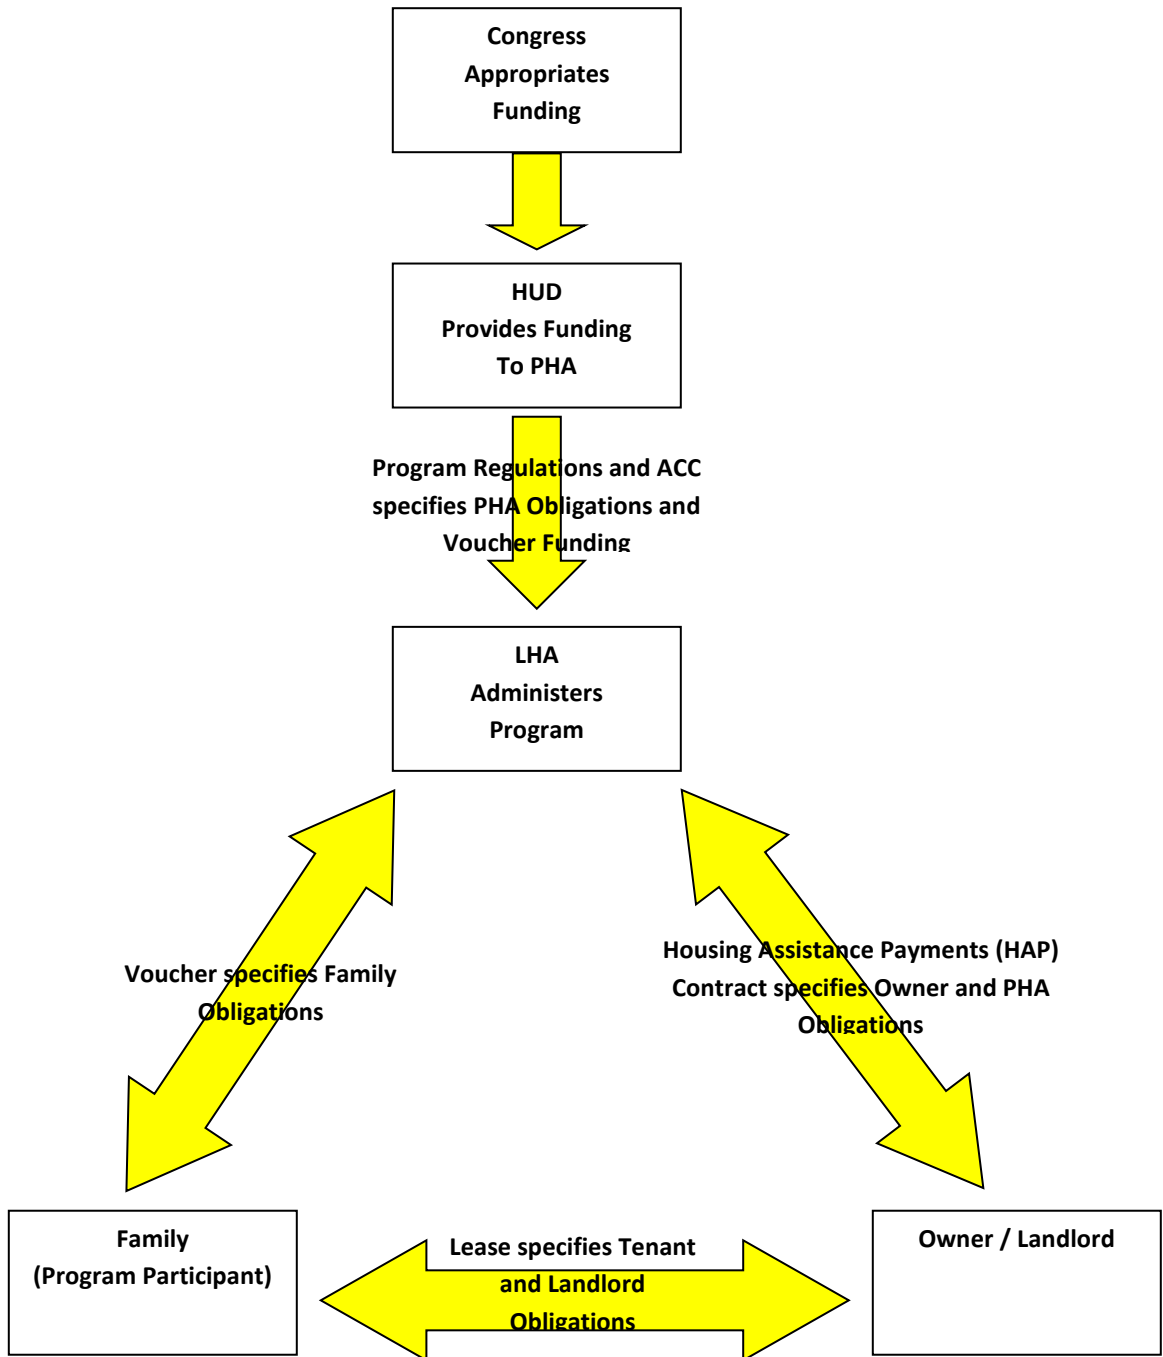 Congress
Appropriates
Funding
HUD
Provides Funding
To PHA
Program Regulations and ACC
specifies PHA Obligations and
Voucher Funding
LHA
Administers
Program
Voucher specifies Family
Obligations
Housing Assistance Payments (HAP)
Contract specifies Owner and PHA
Obligations
Family
(Program Participant)
Lease specifies Tenant
and Landlord
Obligations
Owner / Landlord